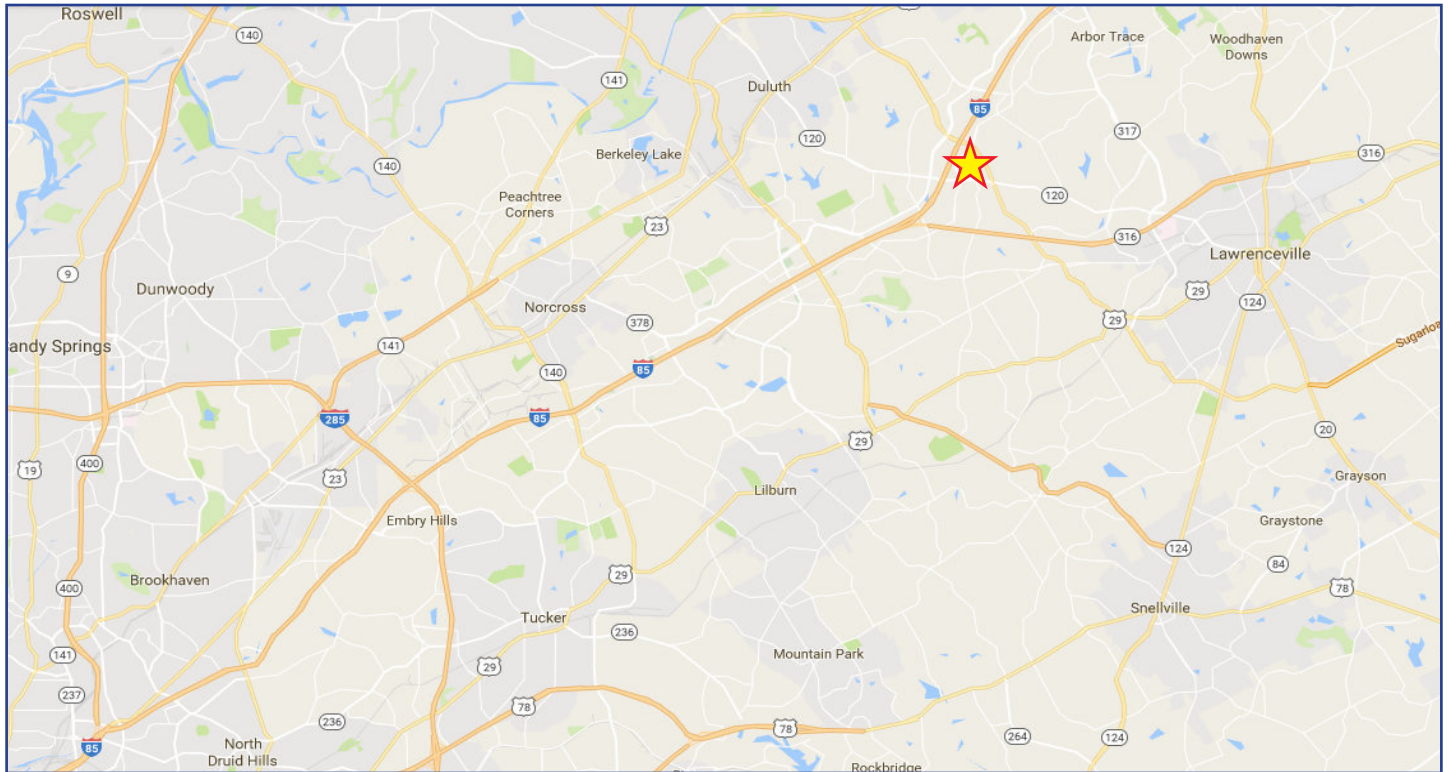 Roswell
140
141
Duluth
85
Arbor Trace
Woodhaven
Downs
317
120
316
140
Berkeley Lake
Peachtree
Corners
23
120
316
Lawrenceville
9
Dunwoody
Norcross
378
29
124
29
andy Springs
141
140
85
Sugarloa
285
85
29
20
19
400
23
Lilburn
Grayson
Embry Hills
Graystone
124
84
400
Brookhaven
29
78
Tucker
236
Snellville
141
29
Mountain Park
237
78
236
78
264
124
85
North
Druid Hills
Rockbridge